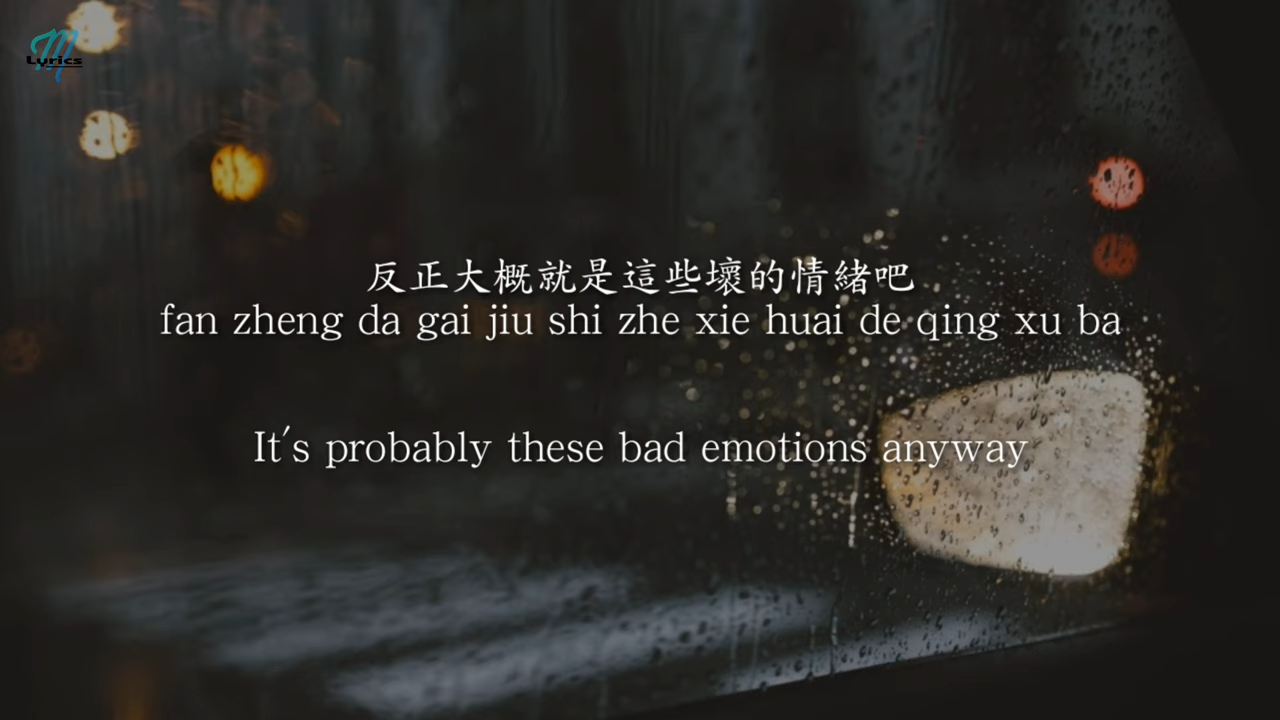 M
Lyrics
反正大概就是這些壞的情緒吧
fan zheng da gai jiu shi zhe xie huai de qing xu ba
It's probably these bad emotions anyway